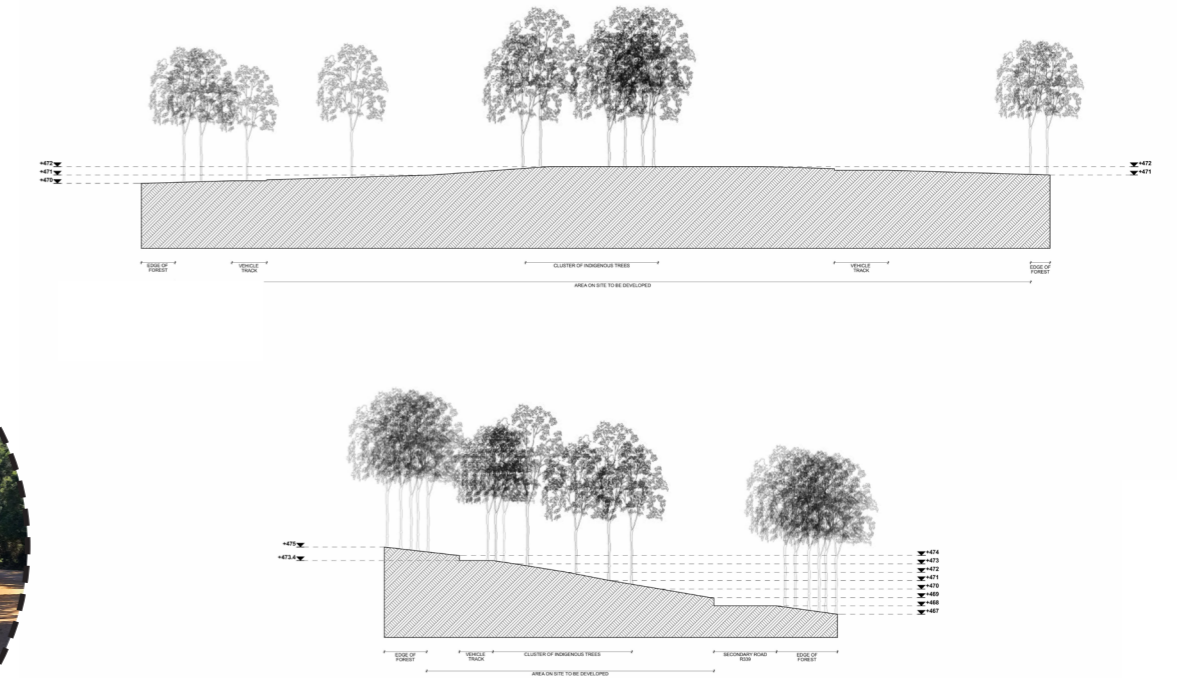 +472
+471
+470
+472
+471
EDGE OF
FOREST
VEHICLE
TRACK
CLUSTER OF INDIGENOUS TREES
VEHICLE
TRACK
EDGE OF
FOREST
AREA ON SITE TO BE DEVELOPED
+475
+473.4
+474
+473
+472
+471
+470
+469
+468
+467
EDGE OF
FOREST
VEHICLE
TRACK
CLUSTER OF INDIGENOUS TREES
SECONDARY ROAD
R339
EDGE OF
FOREST
AREA ON SITE TO BE DEVELOPED